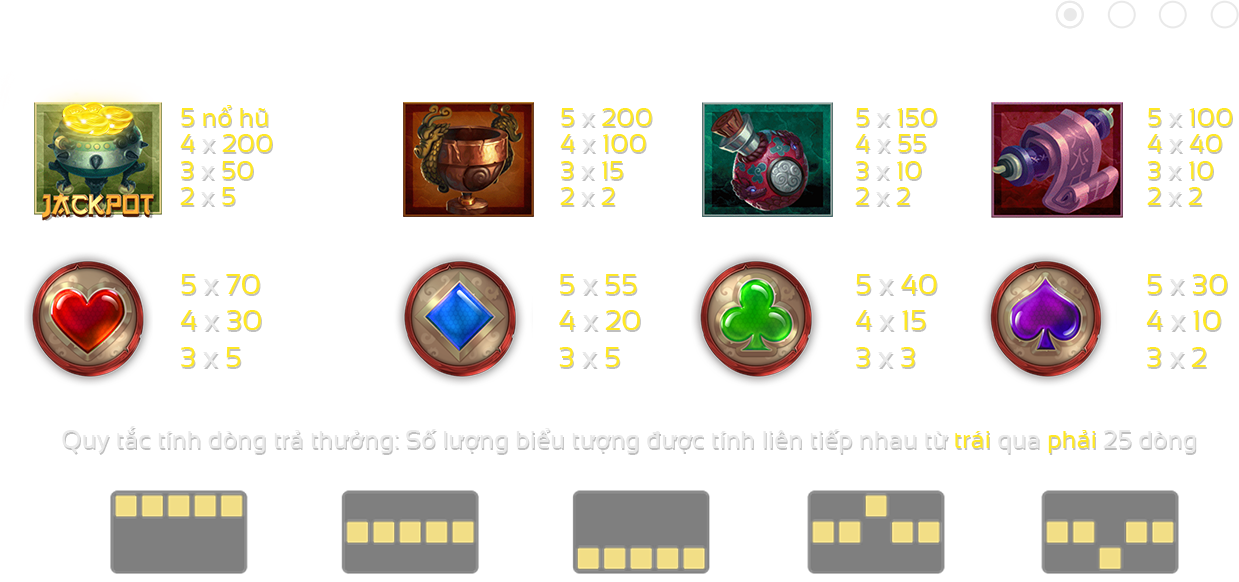 JACKPOT
5 nổ hũ
4 x 200
3 x 50
2 x 5
5 x 200
4 x 100
3 x 15
2 x 2
5 x 150
4 x 55
3 x 10
2 x 2
5 x 100
4 x 40
3 x 10
2 x 2
5 x 70
4 x 30
3 x 5
5 x 55
4 x 20
3 x 5
5 x 40
4 x 15
3 x 3
5 x 30
4 x 10
3 x 2
Quy tắc tính dòng trả thưởng: Số lượng biểu tượng được tính liên tiếp nhau từ trái qua phải 25 dòng